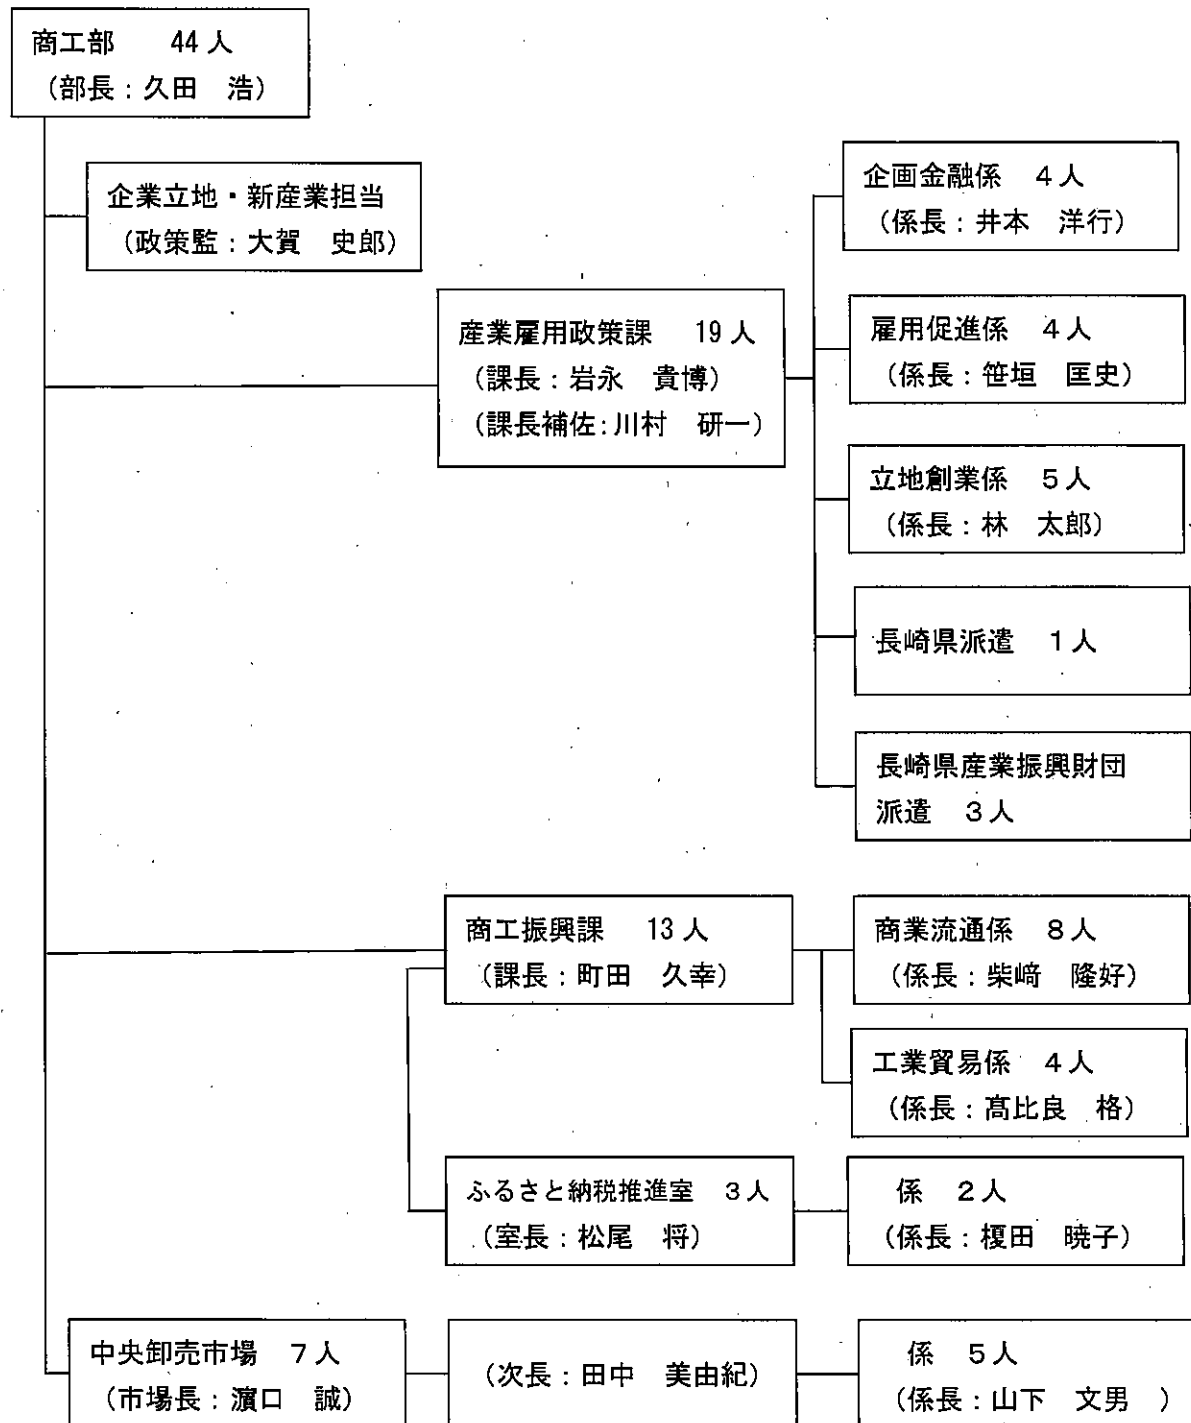 商工部　44人
（部長：久田　浩）
企業立地・新産業担当
（政策監：大賀　史郎）
産業雇用政策課　19人
（課長：岩永　貴博）
（課長補佐：川村　研一）
企画金融係　4人
（係長：井本　洋行）
雇用促進係　4人
（係長：笹垣　匡史）
立地創業係　5人
（係長：林　太郎）
長崎県派遣　1人
長崎県産業振興財団
派遣　3人
商工振興課　13人
（課長：町田　久幸）
商業流通係　8人
（係長：柴﨑　隆好）
工業貿易係　4人
（係長：髙比良　格）
ふるさと納税推進室　3人
（室長：松尾　将）
係　2人
（係長：榎田　暁子）
中央卸売市場　7人
（市場長：濵口　誠）
（次長：田中　美由紀）
係　5人
（係長：山下　文男　）